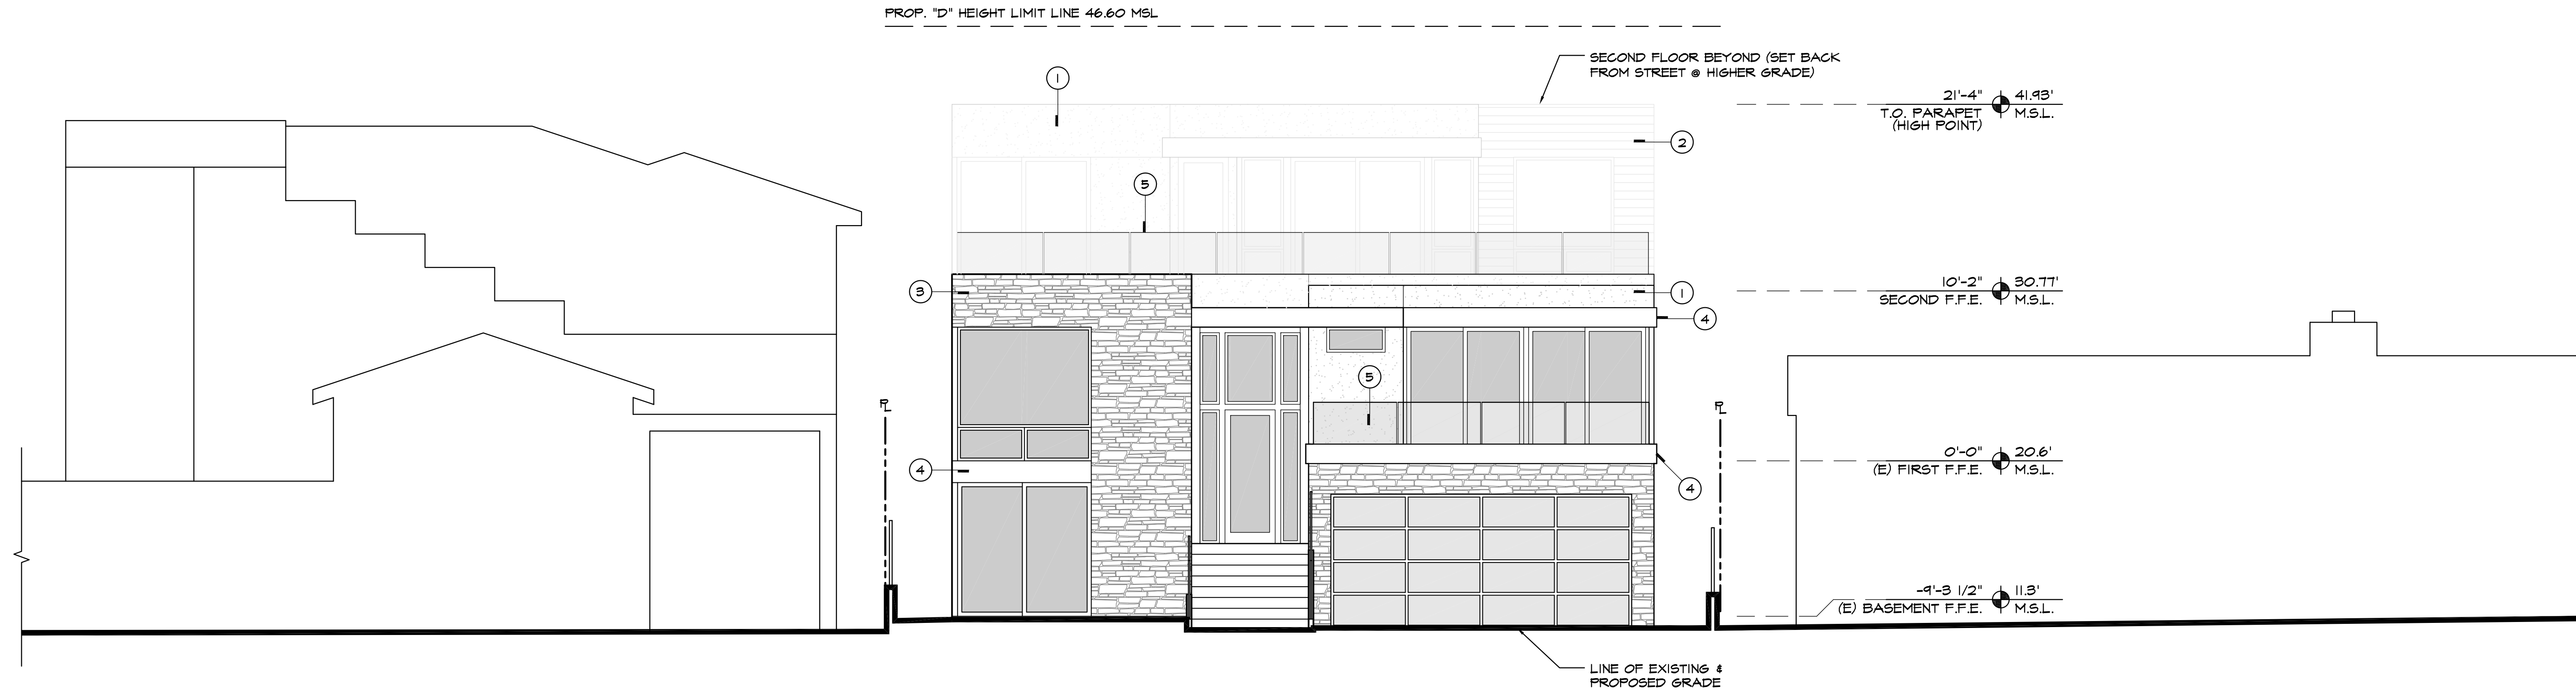 PROP. "D" HEIGHT LIMIT LINE 46.60 MSL
SECOND FLOOR BEYOND (SET BACK
FROM STREET @ HIGHER GRADE)
1
21'-4" 41.93'
T.O. PARAPET M.S.L.
(HIGH POINT)
2
5
3
10'-2" 30.77'
SECOND F.F.E. M.S.L.
1
4
5
PL
PL
4
0'-0" 20.6'
(E) FIRST F.F.E. M.S.L.
4
-9'-3 1/2" 11.3'
(E) BASEMENT F.F.E. M.S.L.
LINE OF EXISTING &
PROPOSED GRADE